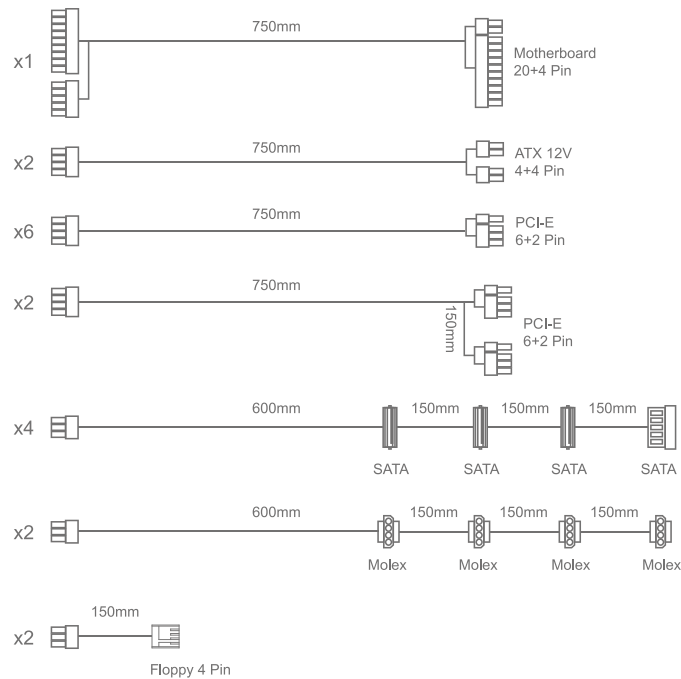 750mm
x1
Motherboard
20+4 Pin
750mm
x2
ATX 12V
4+4 Pin
750mm
x6
PCI-E
6+2 Pin
750mm
x2
150mm
PCI-E
6+2 Pin
600mm 150mm 150mm 150mm
x4
SATA SATA SATA SATA
600mm 150mm 150mm 150mm
x2
Molex Molex Molex Molex
150mm
x2
Floppy 4 Pin